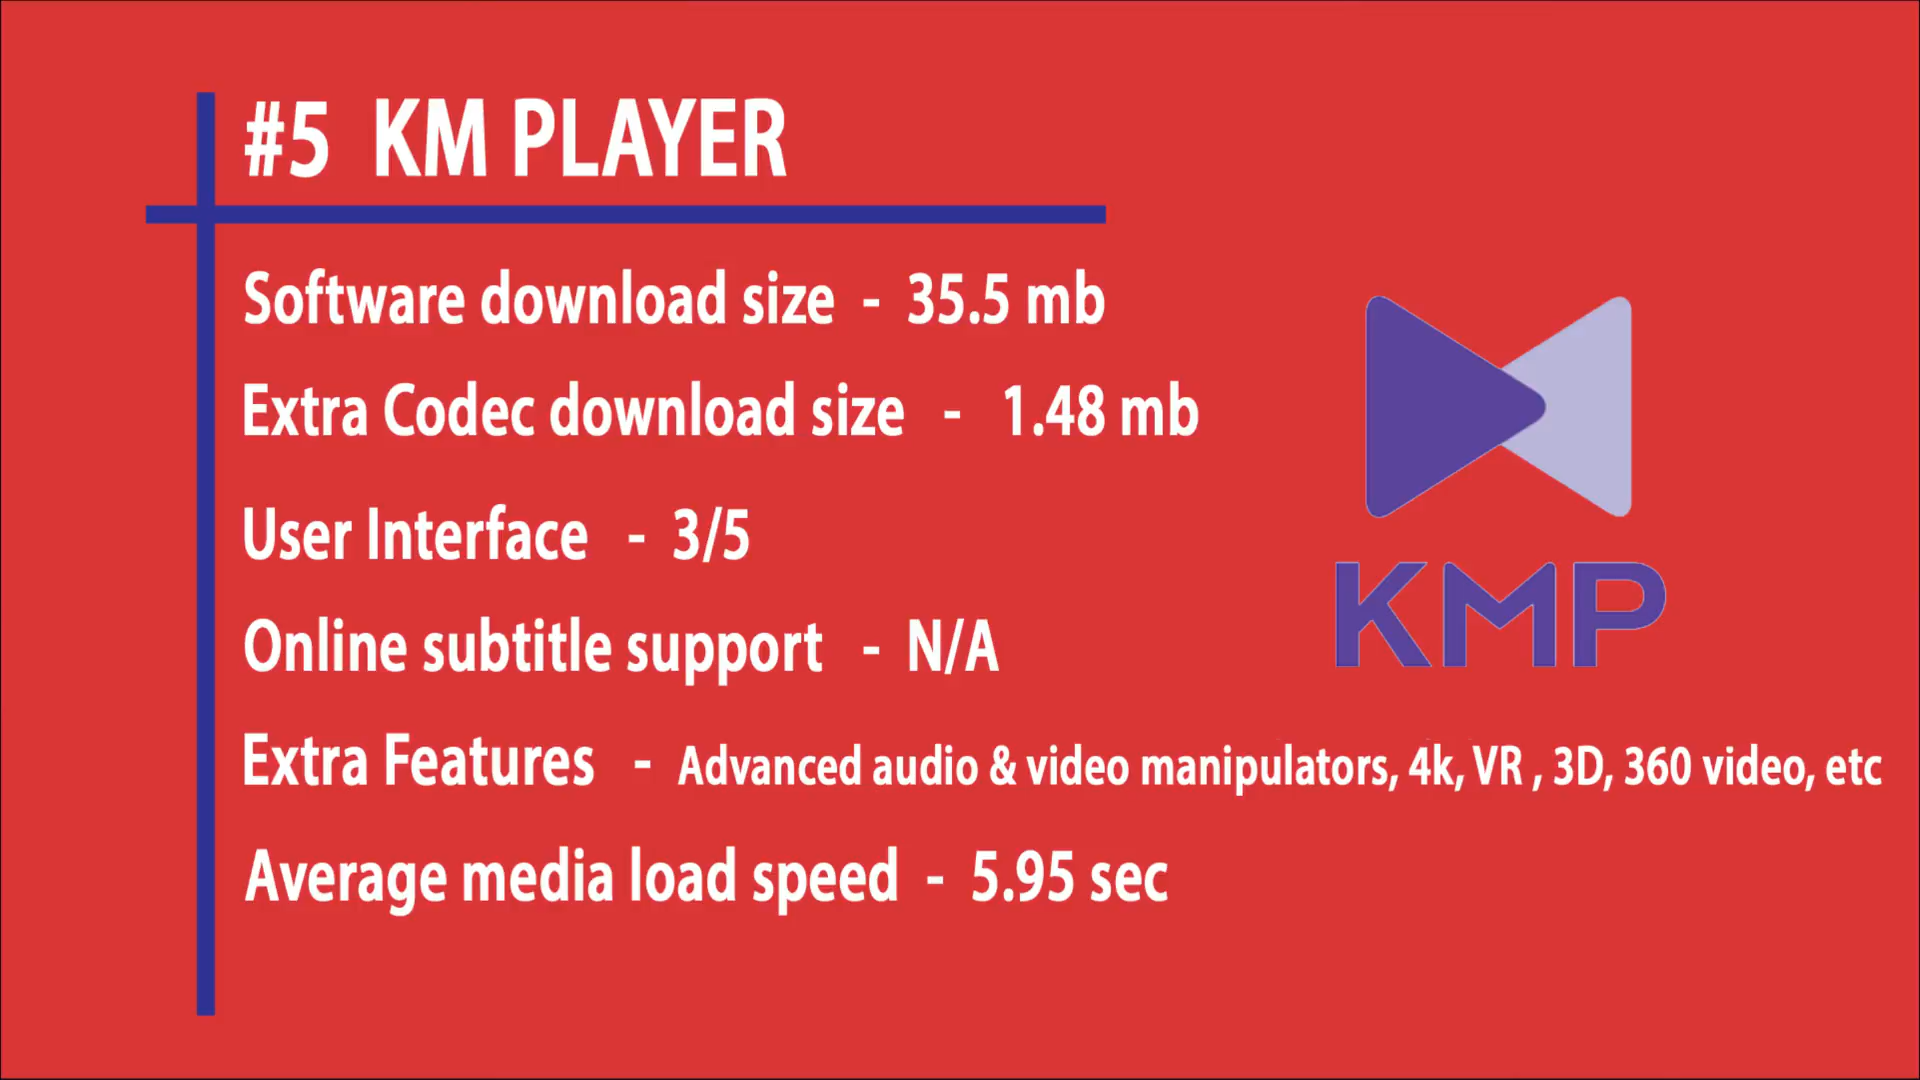 #5 KM PLAYER
Software download size - 35.5 mb
Extra Codec download size - 1.48 mb
User Interface - 3/5
Online subtitle support - N/A
Extra Features - Advanced audio & video manipulators, 4k, VR , 3D, 360 video, etc
Average media load speed - 5.95 sec
KMP